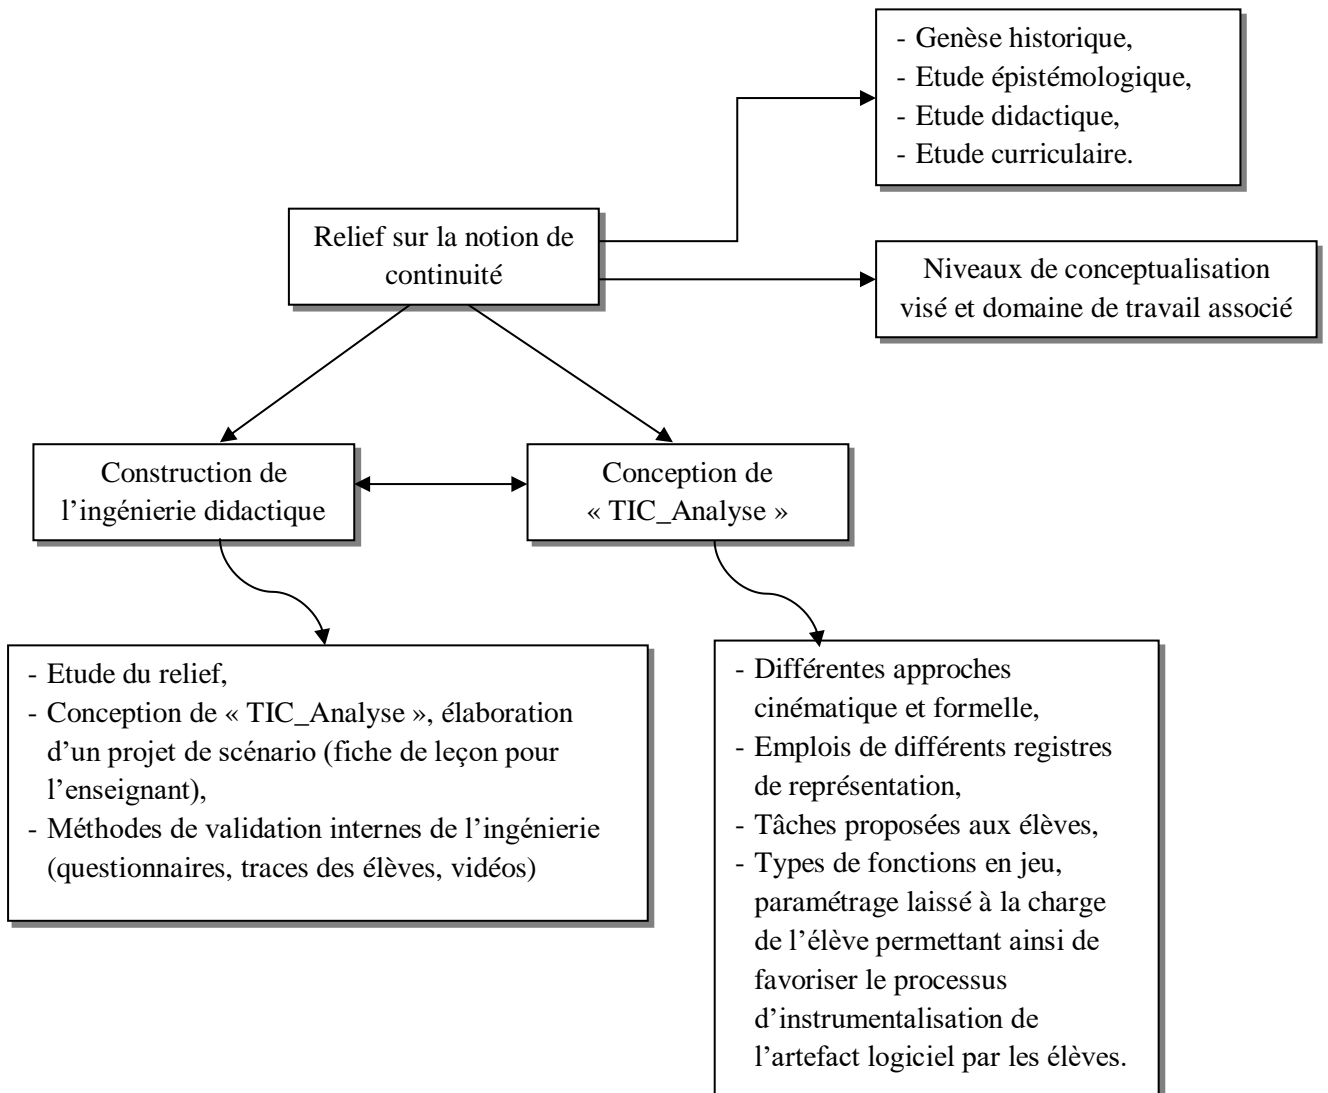 - Genèse historique,
- Etude épistémologique,
- Etude didactique,
- Etude curriculaire.
Relief sur la notion de
continuité
Niveaux de conceptualisation
visé et domaine de travail associé
Construction de
l’ingénierie didactique
Conception de
« TIC_Analyse »
- Etude du relief,
- Conception de « TIC_Analyse », élaboration
d’un projet de scénario (fiche de leçon pour
l’enseignant),
- Méthodes de validation internes de l’ingénierie
(questionnaires, traces des élèves, vidéos)
- Différentes approches
cinématique et formelle,
- Emplois de différents registres
de représentation,
- Tâches proposées aux élèves,
- Types de fonctions en jeu,
paramétrage laissé à la charge
de l’élève permettant ainsi de
favoriser le processus
d’instrumentalisation de
l’artefact logiciel par les élèves.